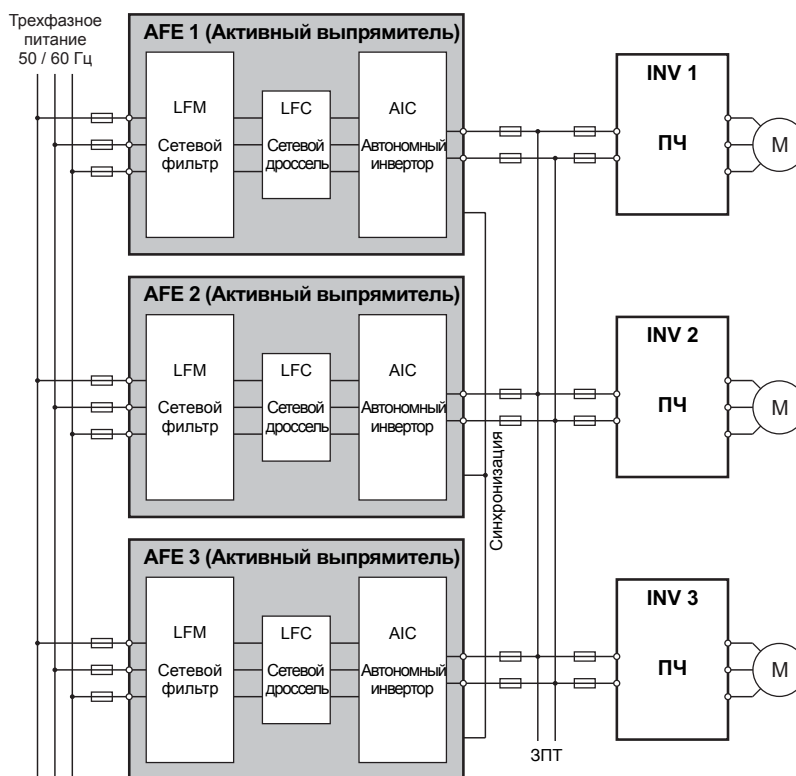 Трехфазное
питание
50 / 60 Гц
AFE 1 (Активный выпрямитель)
LFM
Сетевой
фильтр
LFC
Сетевой
дроссель
AIC
Автономный
инвертор
INV 1
ПЧ
M
AFE 2 (Активный выпрямитель)
LFM
Сетевой
фильтр
LFC
Сетевой
дроссель
AIC
Автономный
инвертор
Синхронизация
INV 2
ПЧ
M
AFE 3 (Активный выпрямитель)
LFM
Сетевой
фильтр
LFC
Сетевой
дроссель
AIC
Автономный
инвертор
INV 3
ПЧ
M
ЗПТ